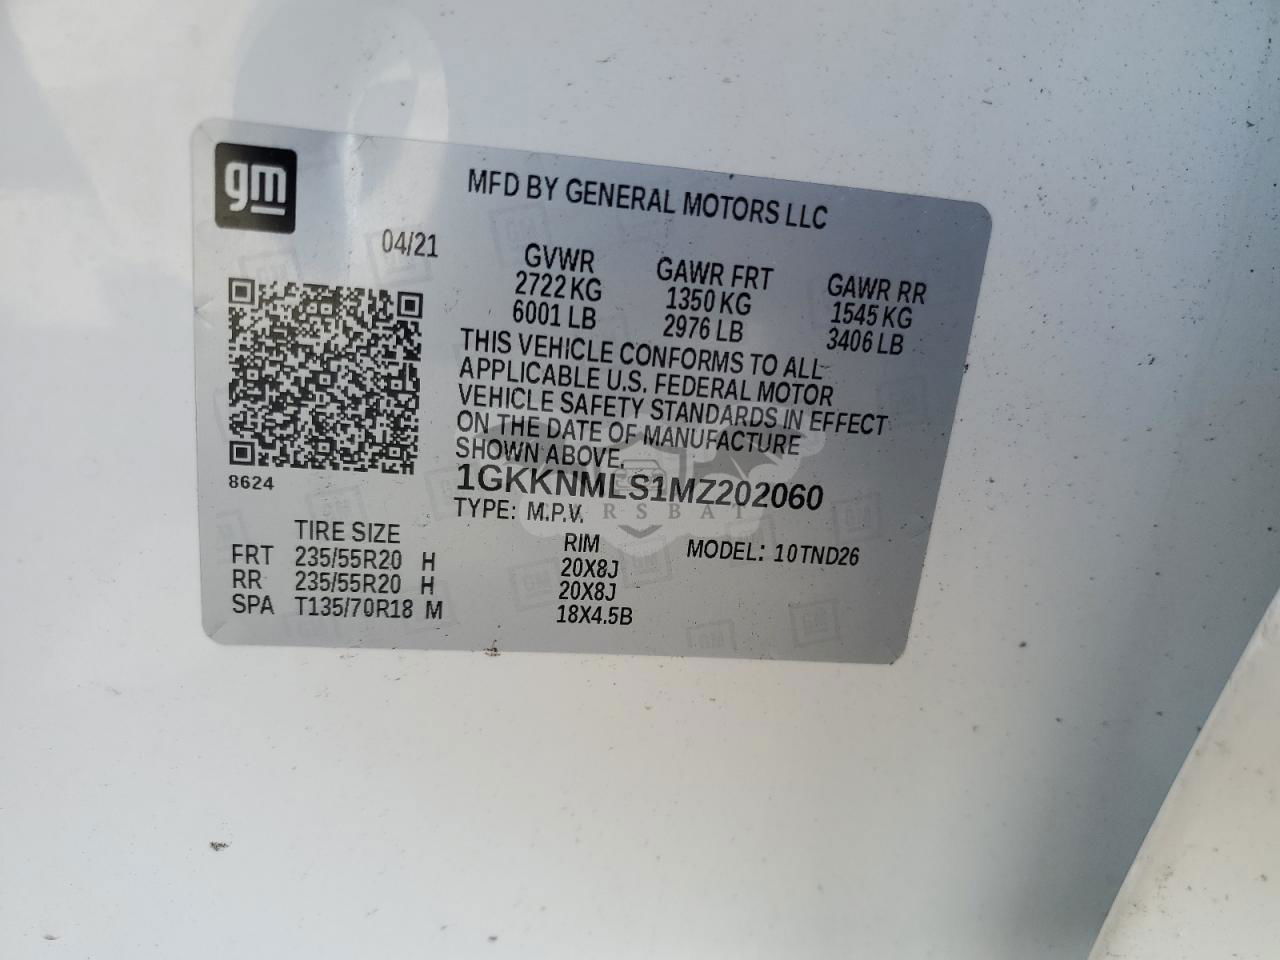 gm
MFD BY GENERAL MOTORS LLC
04/21
GVWR GAWR FRT GAWR RR
2722 KG 1350 KG 1545 KG
6001 LB 2976 LB 3406 LB
THIS VEHICLE CONFORMS TO ALL
APPLICABLE U.S. FEDERAL MOTOR
VEHICLE SAFETY STANDARDS IN EFFECT
ON THE DATE OF MANUFACTURE
SHOWN ABOVE.
1GKKNMLS1MZ202060
8624
TYPE: M.P.V. MODEL: 10TND26
TIRE SIZE RIM
FRT 235/55R20 H 20X8J
RR 235/55R20 H 20X8J
SPA T135/70R18 M 18X4.5B